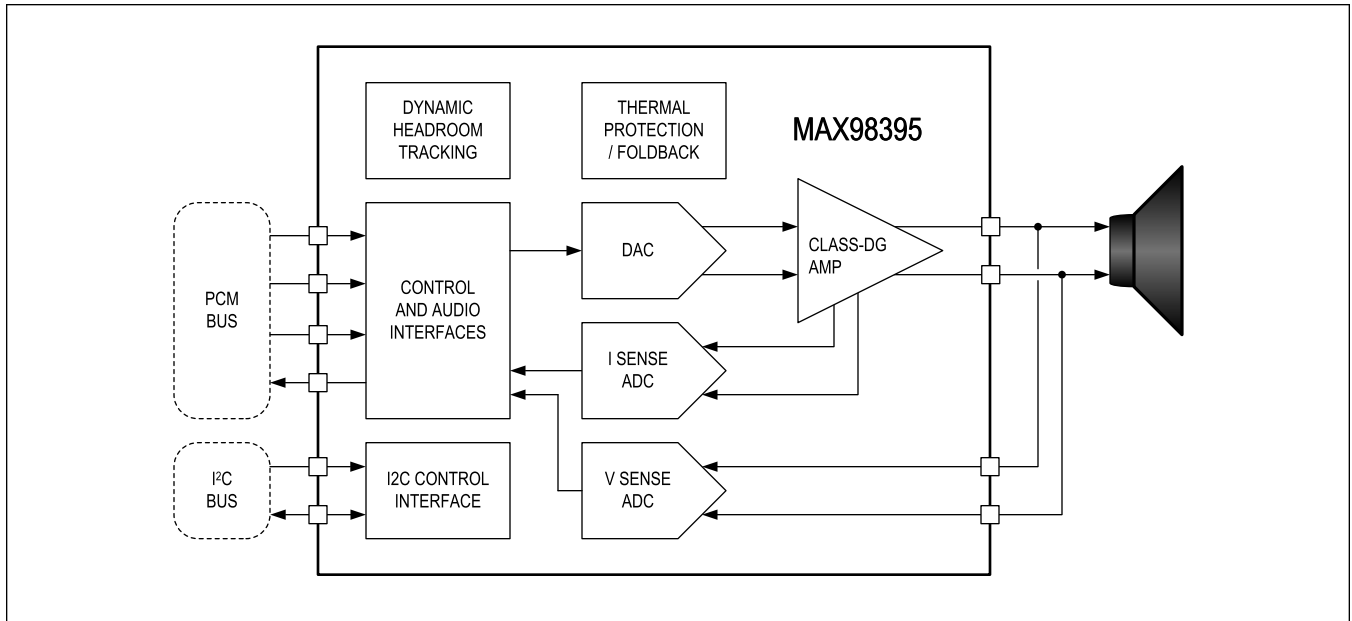 DYNAMIC
HEADROOM
TRACKING
THERMAL
PROTECTION
/ FOLDBACK
MAX98395
PCM
BUS
CONTROL
AND AUDIO
INTERFACES
DAC
CLASS-DG
AMP
I SENSE
ADC
I²C
BUS
I2C CONTROL
INTERFACE
V SENSE
ADC